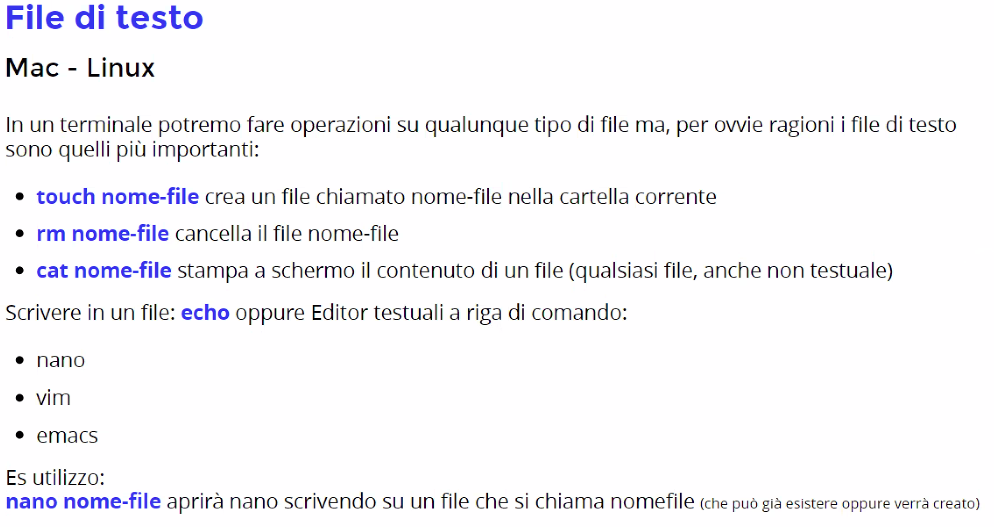 File di testo
Mac - Linux
In un terminale potremo fare operazioni su qualunque tipo di file ma, per ovvie ragioni i file di testo
sono quelli più importanti:
• touch nome-file crea un file chiamato nome-file nella cartella corrente
• rm nome-file cancella il file nome-file
• cat nome-file stampa a schermo il contenuto di un file (qualsiasi file, anche non testuale)
Scrivere in un file: echo oppure Editor testuali a riga di comando:
• nano
• vim
• emacs
Es utilizzo:
nano nome-file aprirà nano scrivendo su un file che si chiama nomefile (che può già esistere oppure verrà creato)